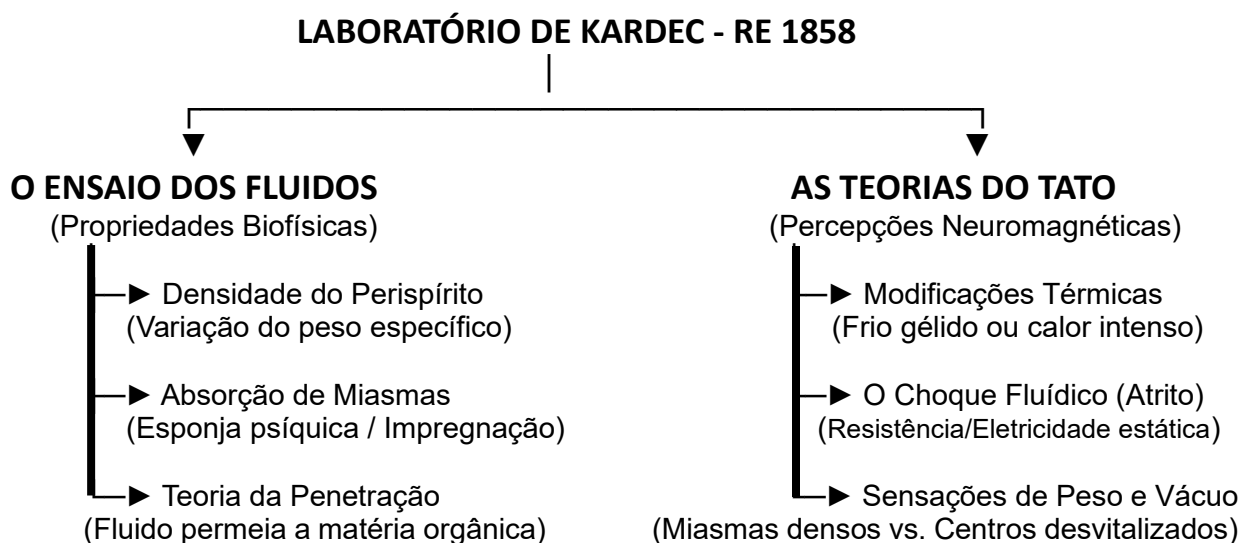 LABORATÓRIO DE KARDEC - RE 1858
O ENSAIO DOS FLUIDOS
(Propriedades Biofísicas)
► Densidade do Perispírito
(Variação do peso específico)
► Absorção de Miasmas
(Esponja psíquica / Impregnação)
► Teoria da Penetração
(Fluido permeia a matéria orgânica)
AS TEORIAS DO TATO
(Percepções Neuromagnéticas)
► Modificações Térmicas
(Frio gélido ou calor intenso)
► O Choque Fluídico (Atrito)
(Resistência/Eletricidade estática)
► Sensações de Peso e Vácuo
(Miasmas densos vs. Centros desvitalizados)